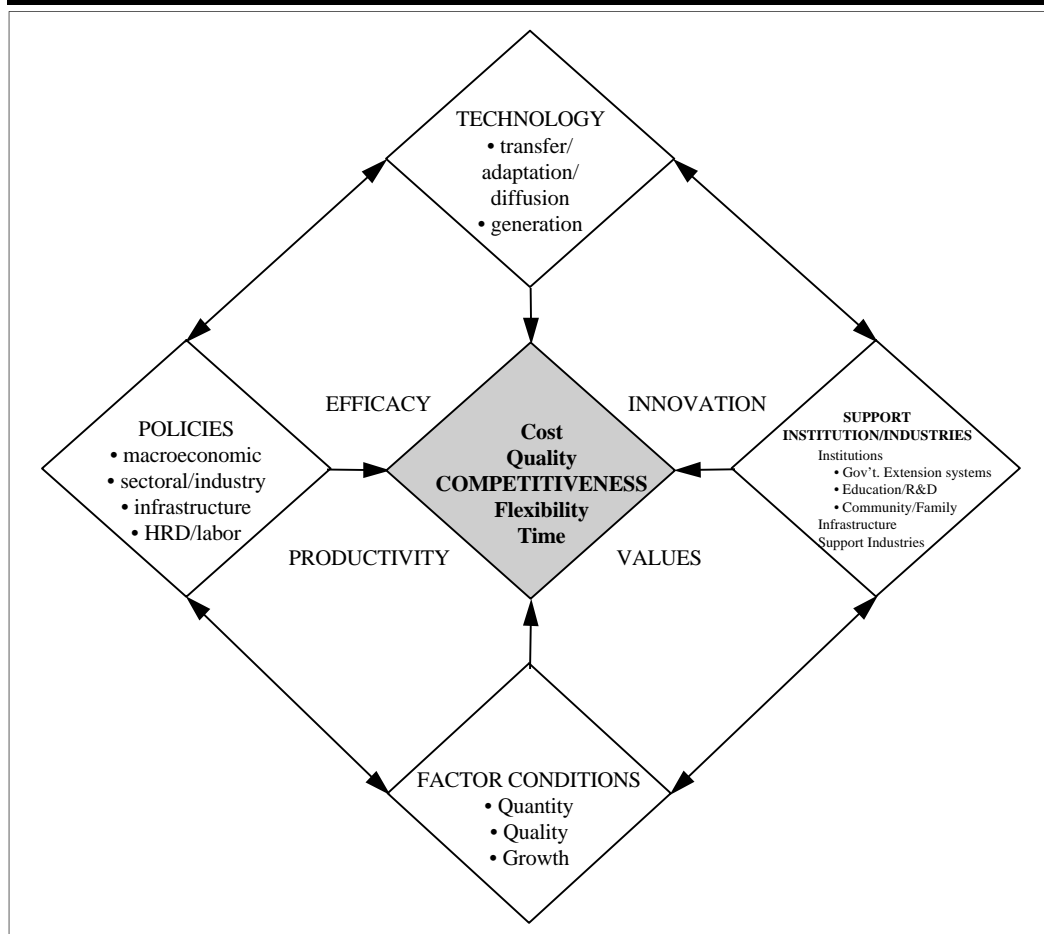 TECHNOLOGY
• transfer/
adaptation/
diffusion
• generation
EFFICACY
INNOVATION
POLICIES
• macroeconomic
• sectoral/industry
• infrastructure
• HRD/labor
Cost
Quality
COMPETITIVENESS
Flexibility
Time
SUPPORT
INSTITUTION/INDUSTRIES
Institutions
• Gov't. Extension systems
• Education/R&D
• Community/Family
Infrastructure
Support Industries
PRODUCTIVITY
VALUES
FACTOR CONDITIONS
• Quantity
• Quality
• Growth